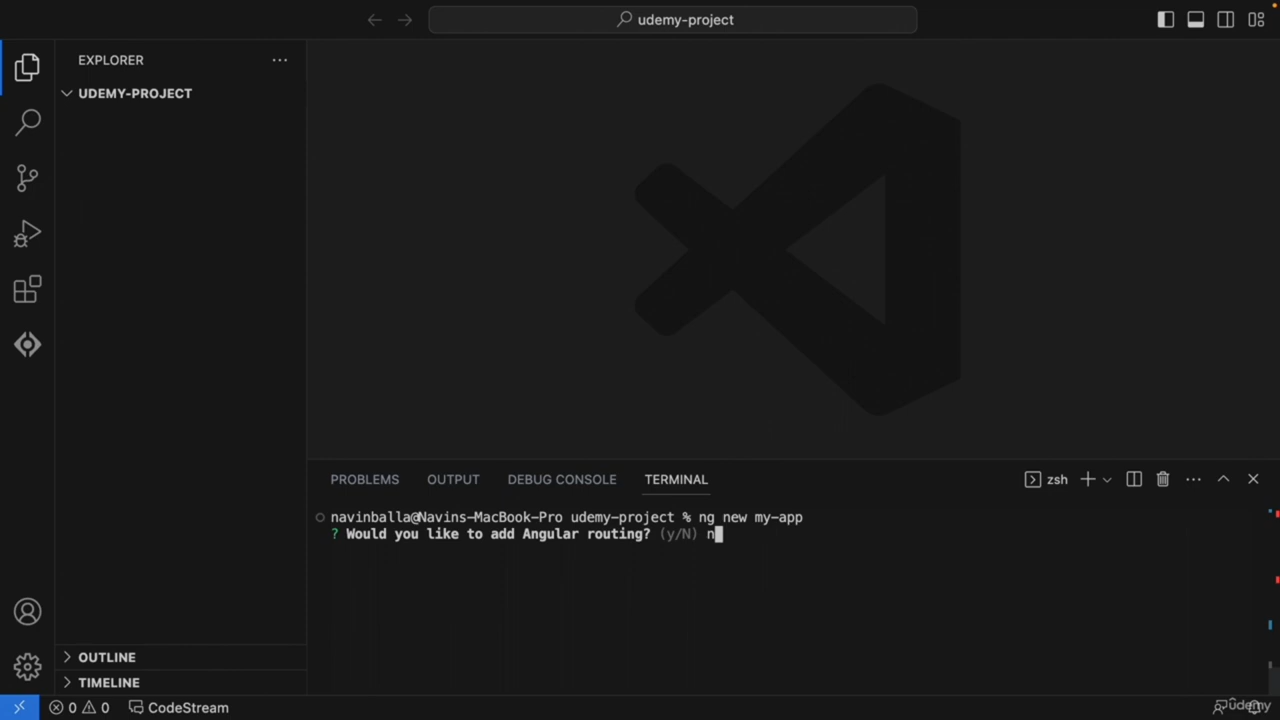 udemy-project
EXPLORER
UDEMY-PROJECT
PROBLEMS OUTPUT DEBUG CONSOLE TERMINAL
zsh
navinballa@Navins-MacBook-Pro udemy-project % ng new my-app
? Would you like to add Angular routing? (y/N) n
OUTLINE
TIMELINE
0 0 CodeStream
udemy